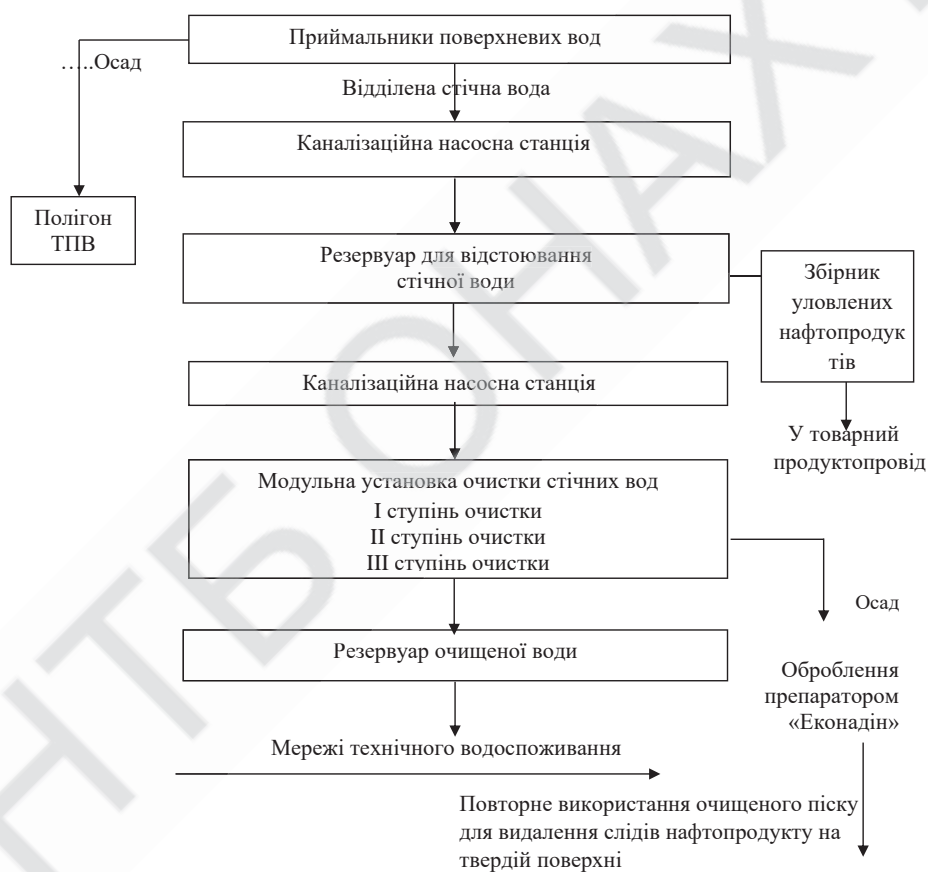 Приймальники поверхневих вод
…..Осад
Відділена стічна вода
Каналізаційна насосна станція
Полігон
ТПВ
Резервуар для відстоювання
стічної води
Збірник
уловлених
нафтопродук
тів
Каналізаційна насосна станція
У товарний
продуктопровід
Модульна установка очистки стічних вод
I ступінь очистки
II ступінь очистки
III ступінь очистки
Осад
Резервуар очищеної води
Оброблення
препаратором
«Еконадін»
Мережі технічного водоспоживання
Повторне використання очищеного піску
для видалення слідів нафтопродукту на
твердій поверхні
НТБ ОНАХ